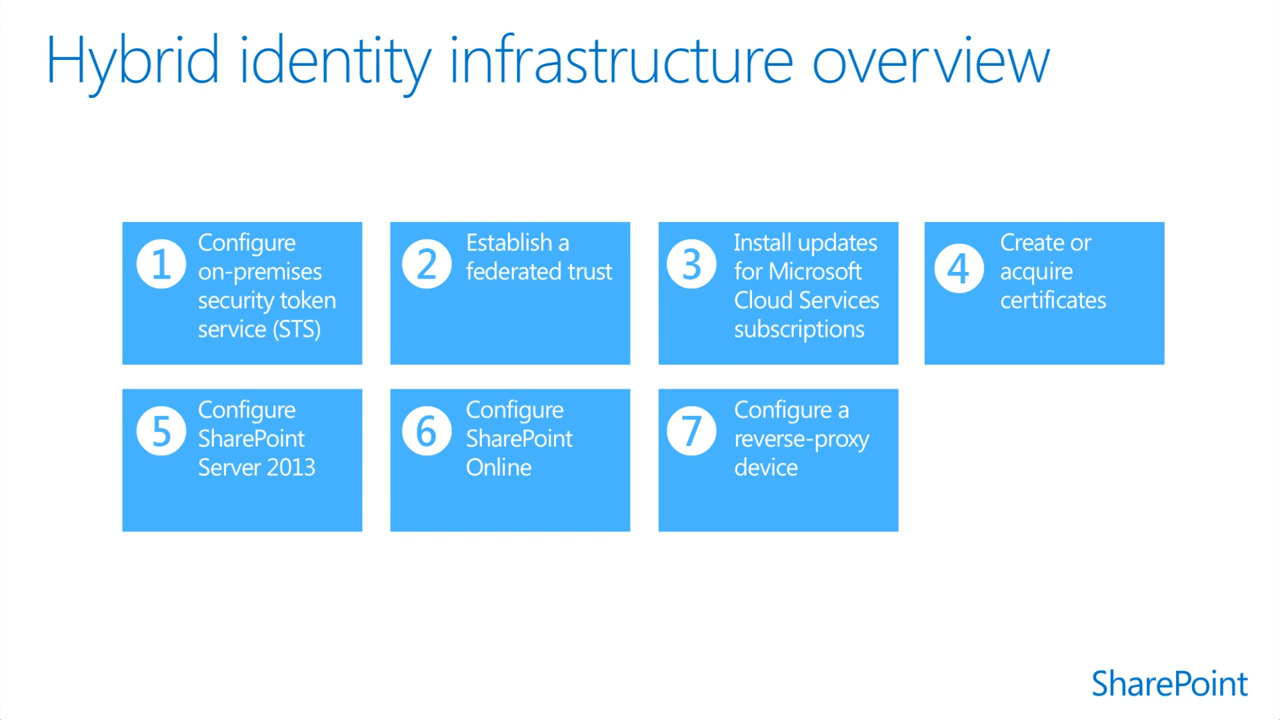 Hybrid identity infrastructure overview
1
Configure
on-premises
security token
service (STS)
2
Establish a
federated trust
3
Install updates
for Microsoft
Cloud Services
subscriptions
4
Create or
acquire
certificates
5
Configure
SharePoint
Server 2013
6
Configure
SharePoint
Online
7
Configure a
reverse-proxy
device
SharePoint